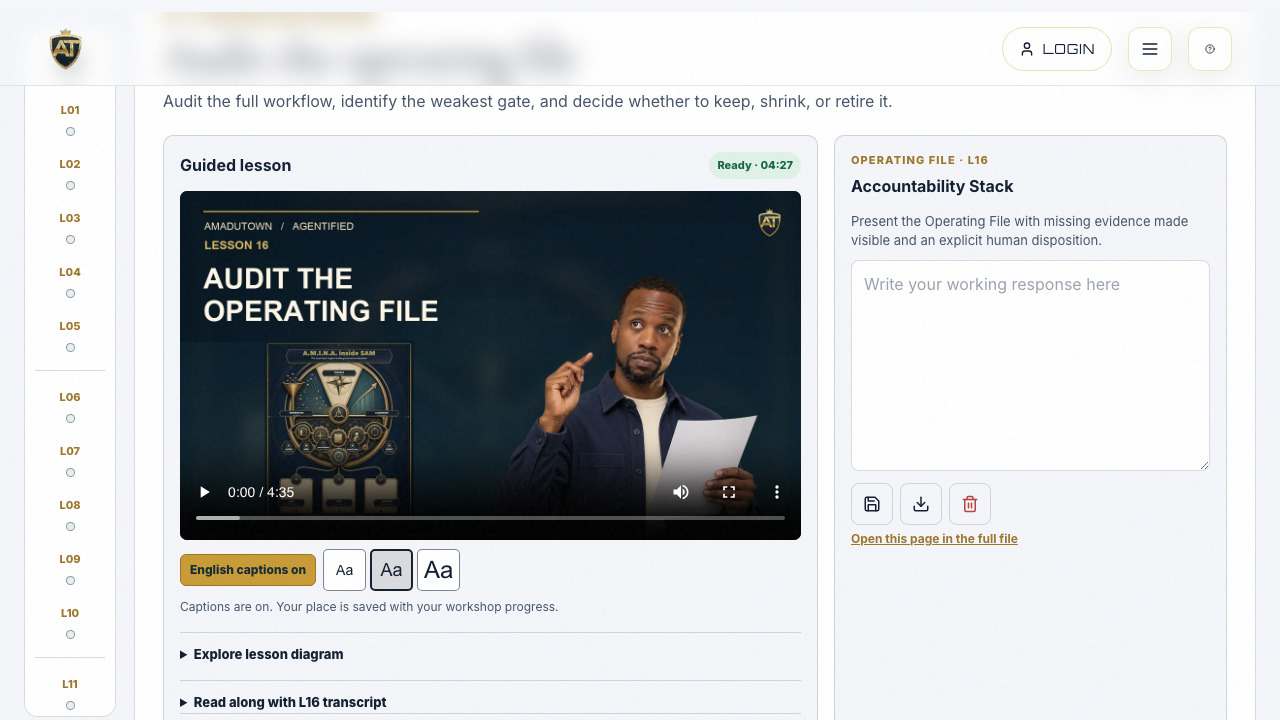 AT
LOGIN
Audit the full workflow, identify the weakest gate, and decide whether to keep, shrink, or retire it.
L01
L02
L03
L04
L05
L06
L07
L08
L09
L10
L11
Guided lesson
Ready · 04:27
AMADUTOWN / AGENTIFIED
AT
LESSON 16
AUDIT THE
OPERATING FILE
A.M.I.N.A. inside SAM
0:00 / 4:35
English captions on
Aa
Aa
Aa
Captions are on. Your place is saved with your workshop progress.
Explore lesson diagram
Read along with L16 transcript
OPERATING FILE · L16
Accountability Stack
Present the Operating File with missing evidence made
visible and an explicit human disposition.
Write your working response here
Open this page in the full file